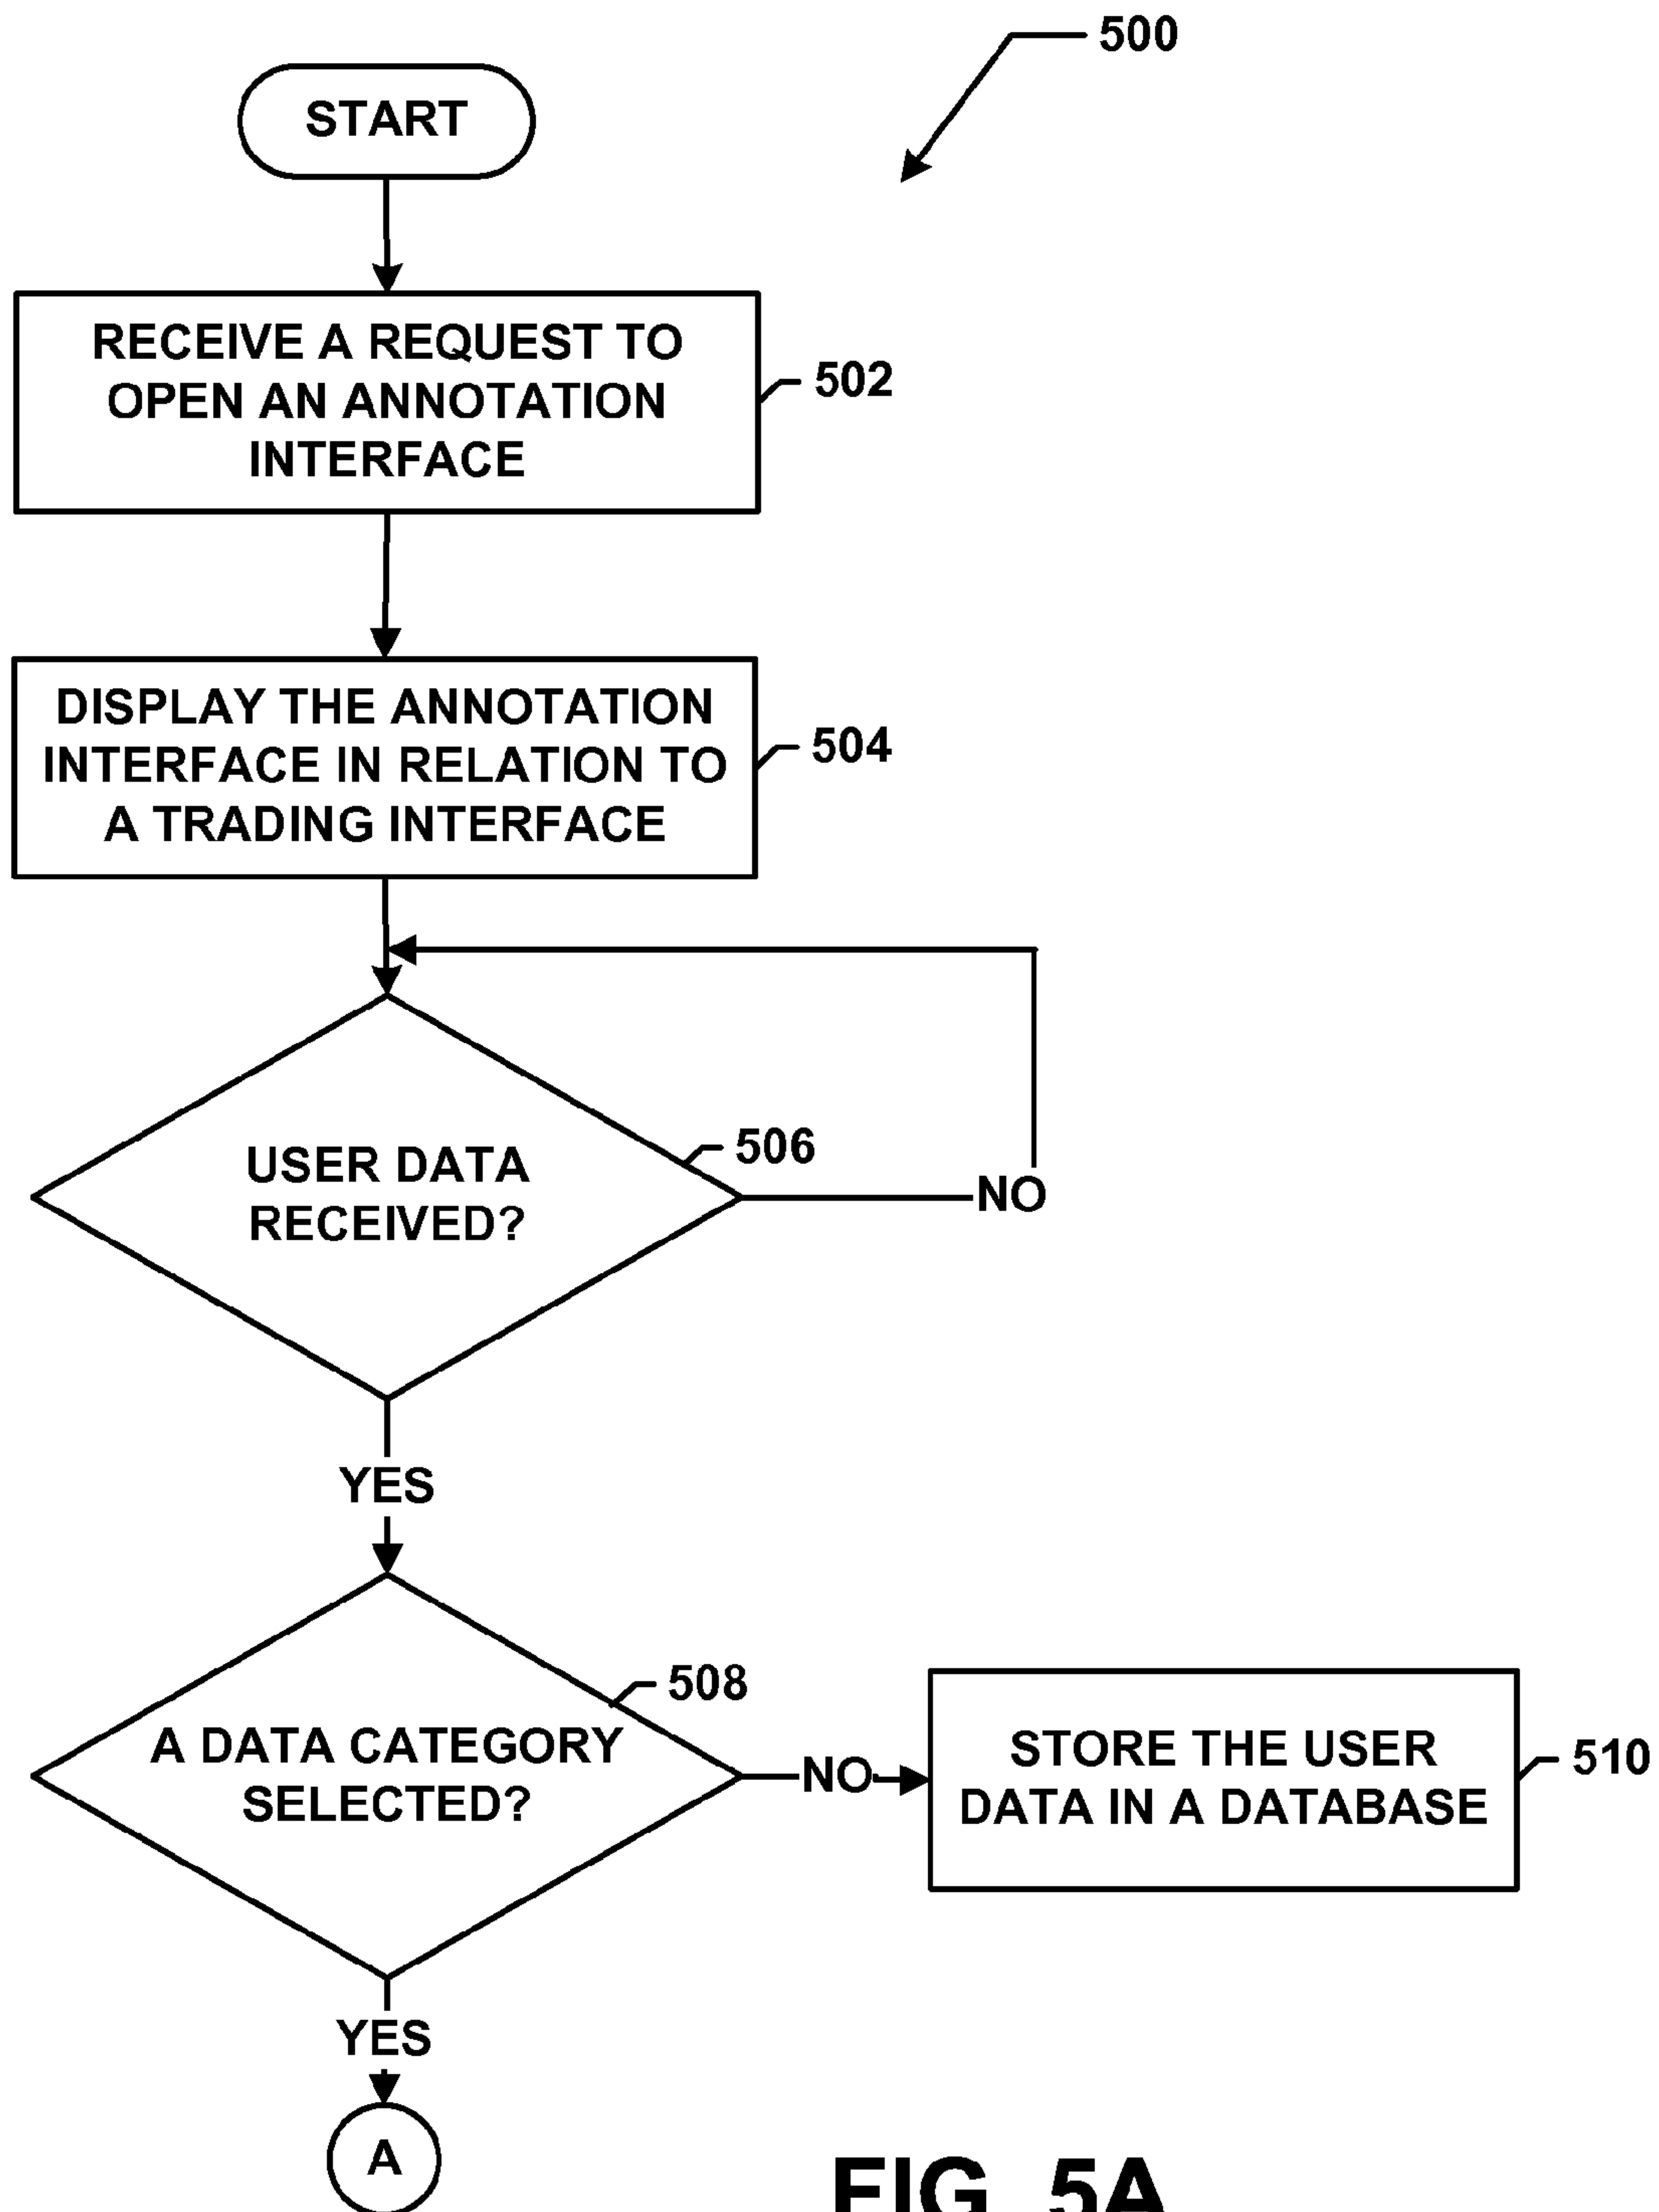 500
START
RECEIVE A REQUEST TO
OPEN AN ANNOTATION
INTERFACE
502
DISPLAY THE ANNOTATION
INTERFACE IN RELATION TO
A TRADING INTERFACE
504
USER DATA
RECEIVED?
506
NO
YES
A DATA CATEGORY
SELECTED?
508
NO
STORE THE USER
DATA IN A DATABASE
510
YES
A
FIG. 5A